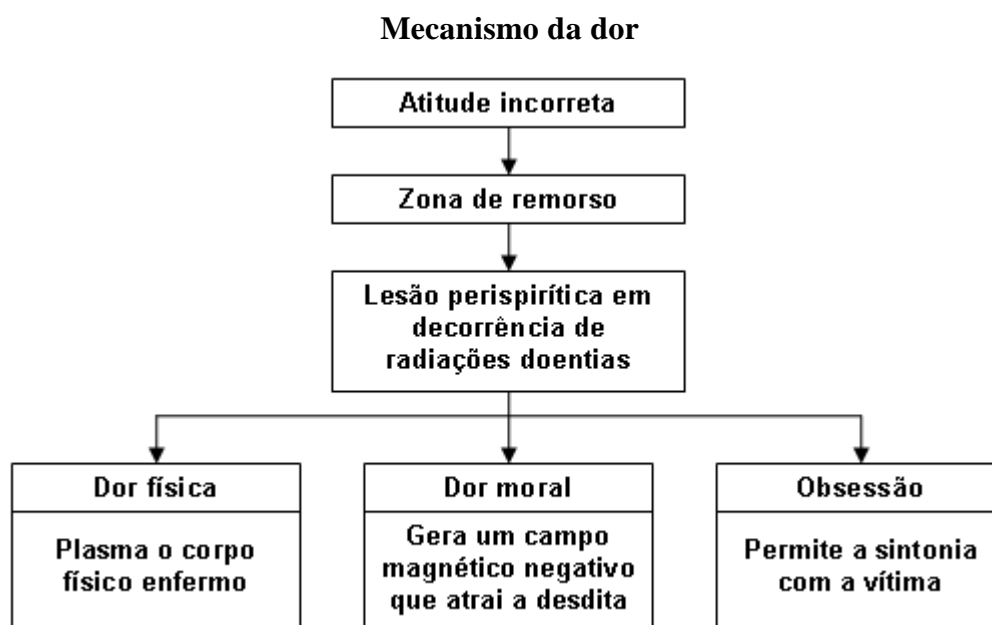 Mecanismo da dor
Atitude incorreta
Zona de remorso
Lesão perispirítica em
decorrência de
radiações doentias
Dor física
Plasma o corpo
físico enfermo
Dor moral
Gera um campo
magnético negativo
que atrai a desdita
Obsessão
Permite a sintonia
com a vítima